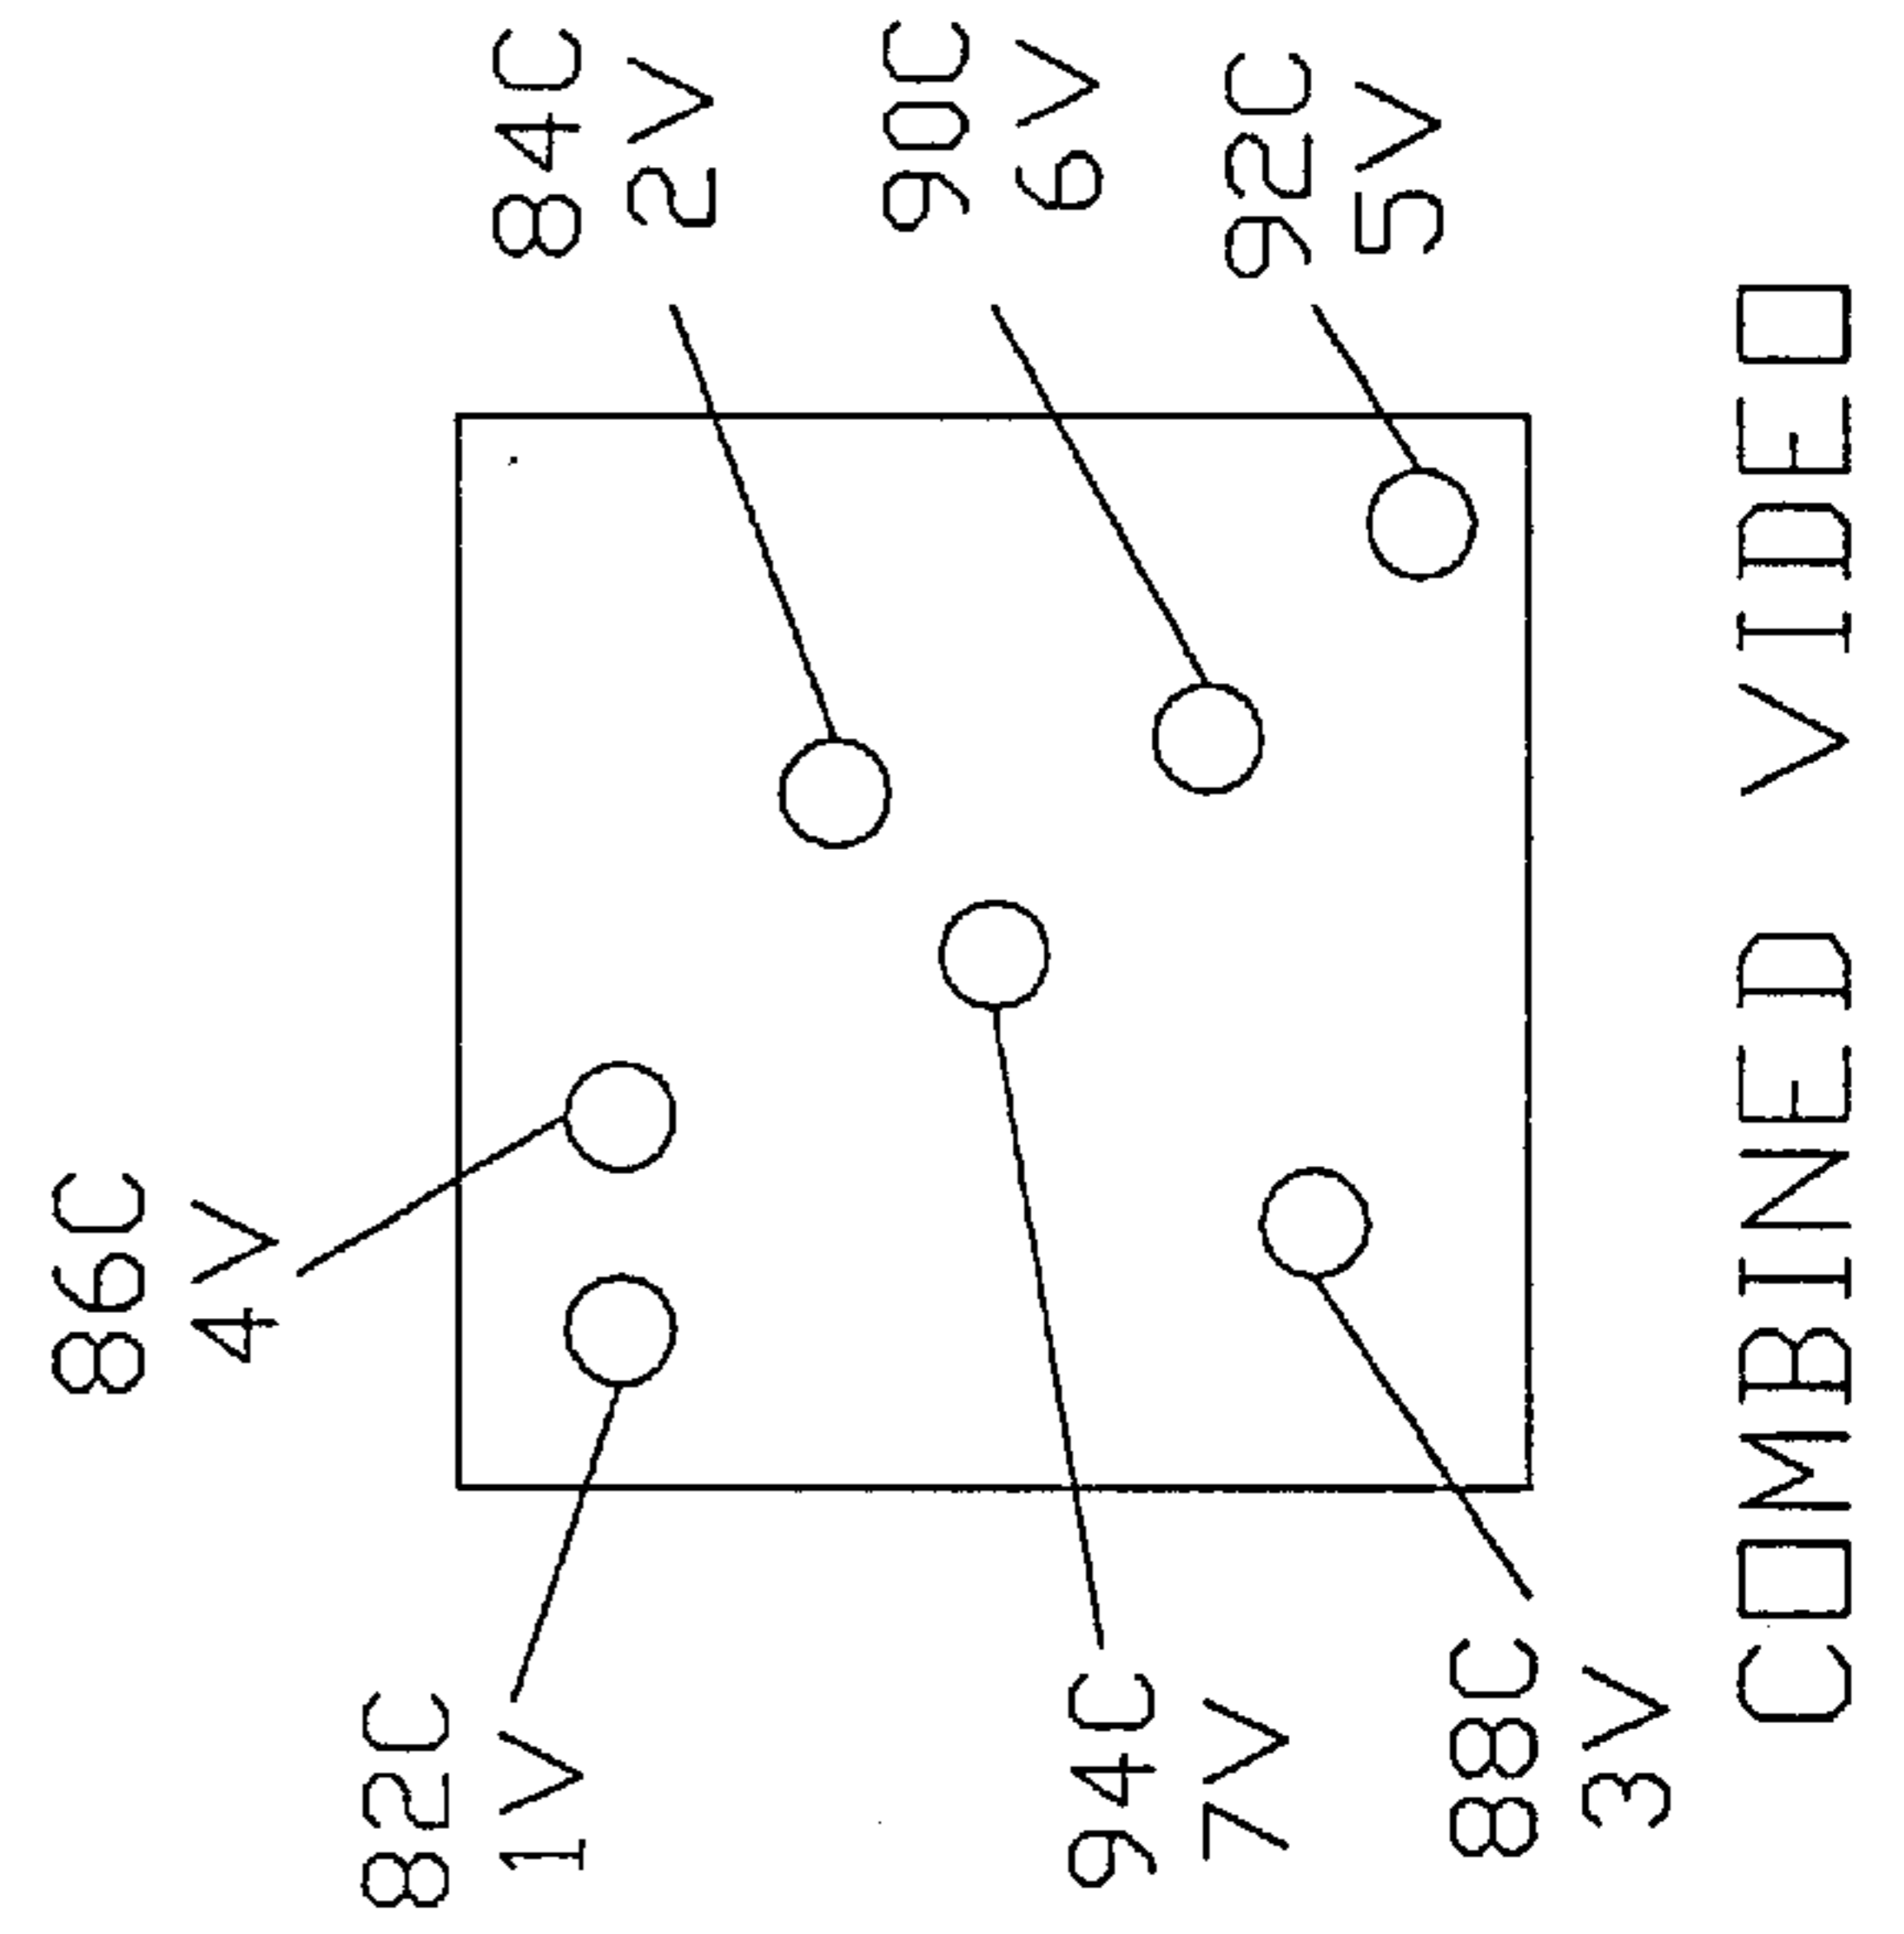 86C
4V
82C
1V
84C
2V
90C
6V
94C
7V
92C
5V
88C
3V
COMBINED VIDEO